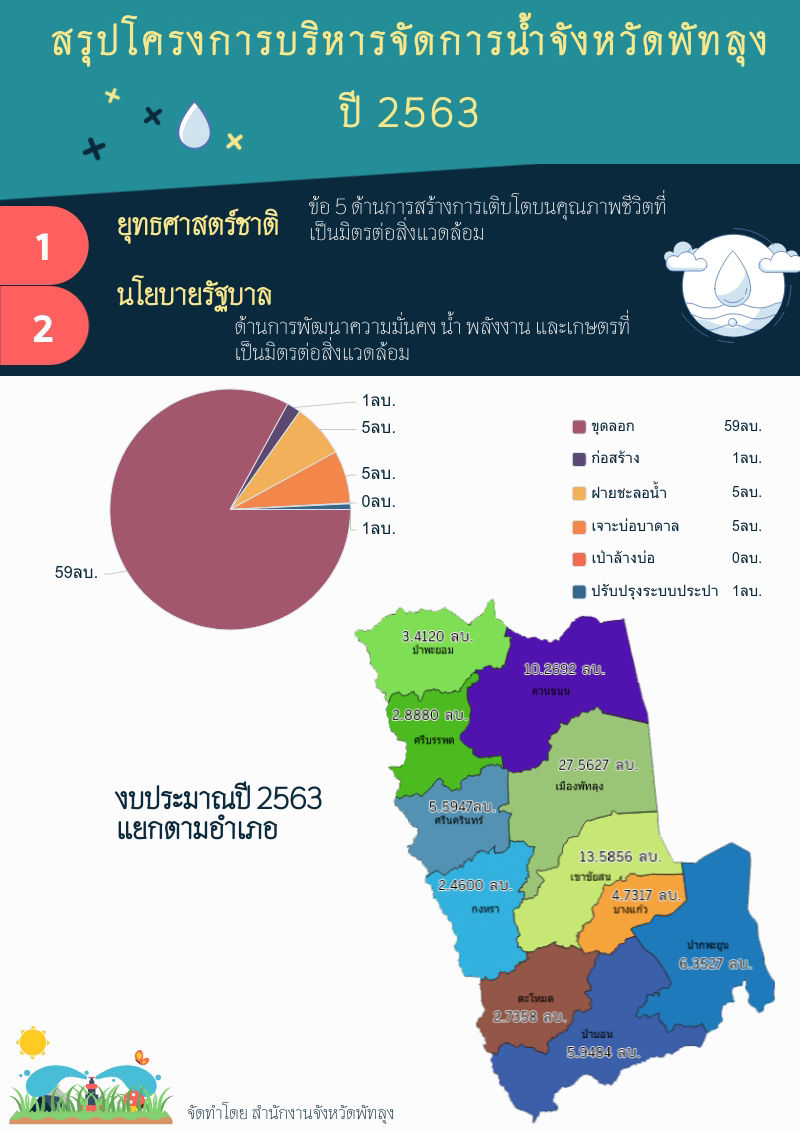 สรุปโครงการบริหารจัดการน้ำจังหวัดพัทลุง
ปี 2563
1
ยุทธศาสตร์ชาติ
ข้อ 5 ด้านการสร้างการเติบโตบนคุณภาพชีวิตที่
เป็นมิตรต่อสิ่งแวดล้อม
2
นโยบายรัฐบาล
ด้านการพัฒนาความมั่นคง น้ำ พลังงาน และเกษตรที่
เป็นมิตรต่อสิ่งแวดล้อม
1ลบ.
5ลบ.
5ลบ.
0ลบ.
1ลบ.
59ลบ.
ขุดลอก 59ลบ.
ก่อสร้าง 1ลบ.
ฝายชะลอน้ำ 5ลบ.
เจาะบ่อบาดาล 5ลบ.
เป่าล้างบ่อ 0ลบ.
ปรับปรุงระบบประปา 1ลบ.
3.4120 ลบ.
ป่าพะยอม
10.2592 ลบ.
ควนขนุน
2.8880 ลบ.
ศรีบรรพต
27.5627 ลบ.
เมืองพัทลุง
5.5947ลบ.
ศรีนครินทร์
งบประมาณปี 2563
แยกตามอำเภอ
13.5856 ลบ.
เขาชัยสน
2.4600 ลบ.
กงหรา
4.7317 ลบ.
บางแก้ว
ปากพะยูน
6.3527 ลบ.
ตะโหมด
2.7358 ลบ.
ป่าบอน
5.9484 ลบ.
จัดทำโดย สำนักงานจังหวัดพัทลุง